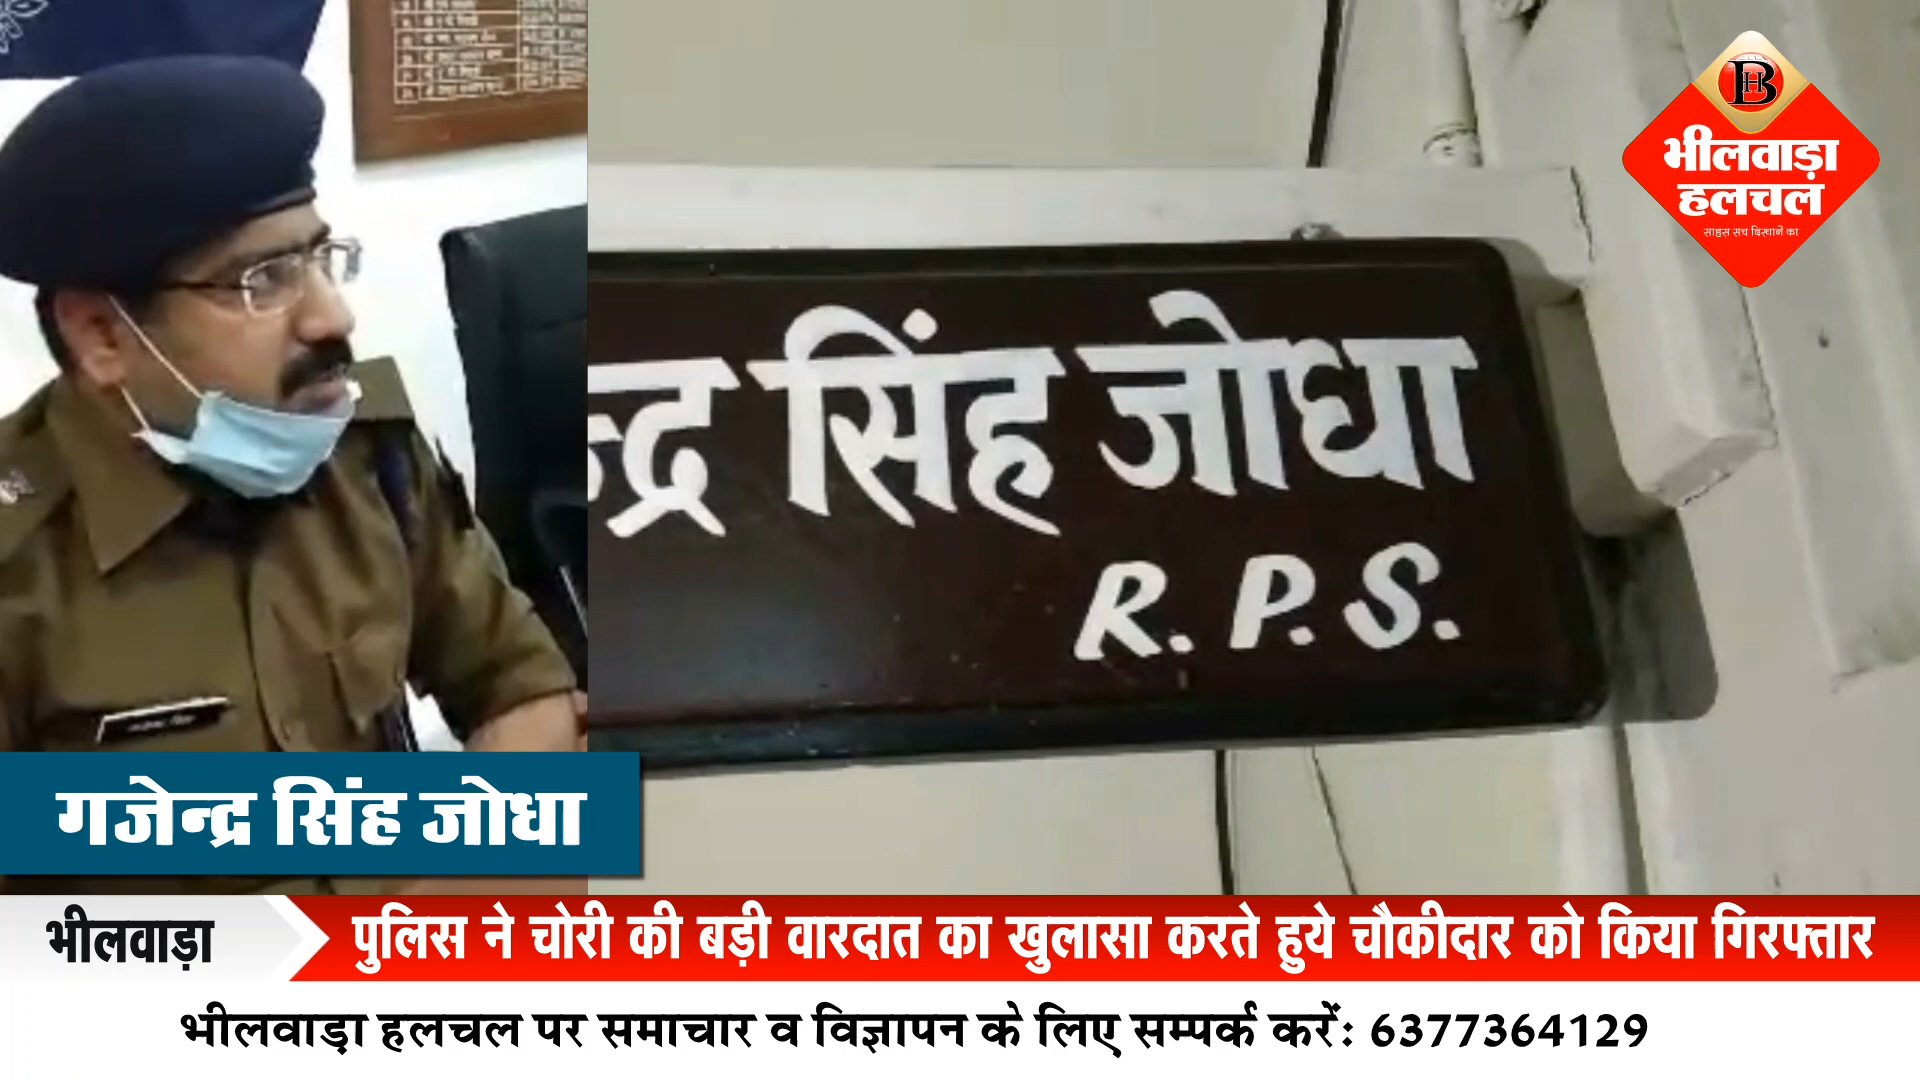 BH
भीलवाड़ा
हलचल
साहस सच दिखाने का
न्द्र सिंह जोधा
R. P. S.
गजेन्द्र सिंह जोधा
भीलवाड़ा
पुलिस ने चोरी की बड़ी वारदात का खुलासा करते हुये चौकीदार को किया गिरफ्तार
भीलवाड़ा हलचल पर समाचार व विज्ञापन के लिए सम्पर्क करें: 6377364129